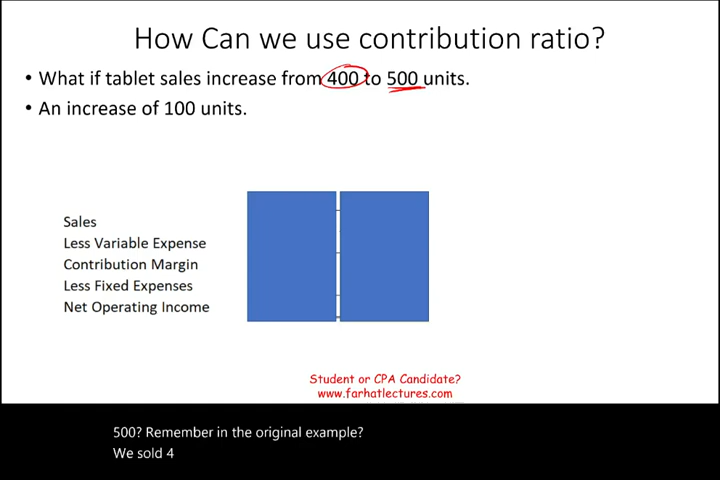 How Can we use contribution ratio?
• What if tablet sales increase from 400 to 500 units.
• An increase of 100 units.
Sales
Less Variable Expense
Contribution Margin
Less Fixed Expenses
Net Operating Income
Student or CPA Candidate?
www.farhatlectures.com
500? Remember in the original example?
We sold 4